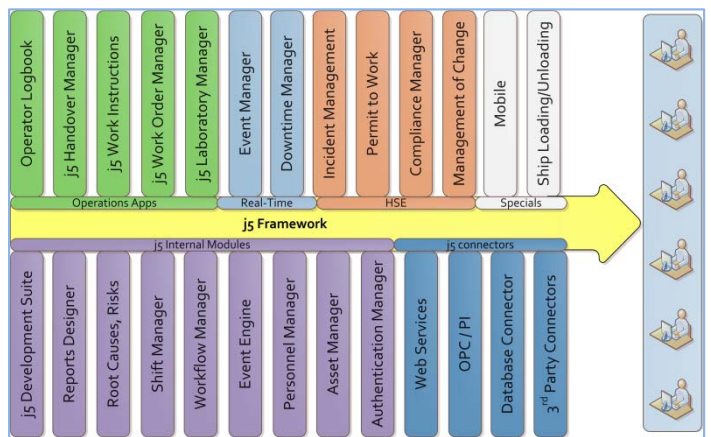 Operator Logbook
j5 Handover Manager
j5 Work Instructions
j5 Work Order Manager
j5 Laboratory Manager
Event Manager
Downtime Manager
Incident Management
Permit to Work
Compliance Manager
Management of Change
Mobile
Ship Loading/Unloading
Operations Apps
Real-Time
HSE
Specials
j5 Framework
j5 Internal Modules
j5 connectors
j5 Development Suite
Reports Designer
Root Causes, Risks
Shift Manager
Workflow Manager
Event Engine
Personnel Manager
Asset Manager
Authentication Manager
Web Services
OPC / PI
Database Connector
3rd Party Connectors